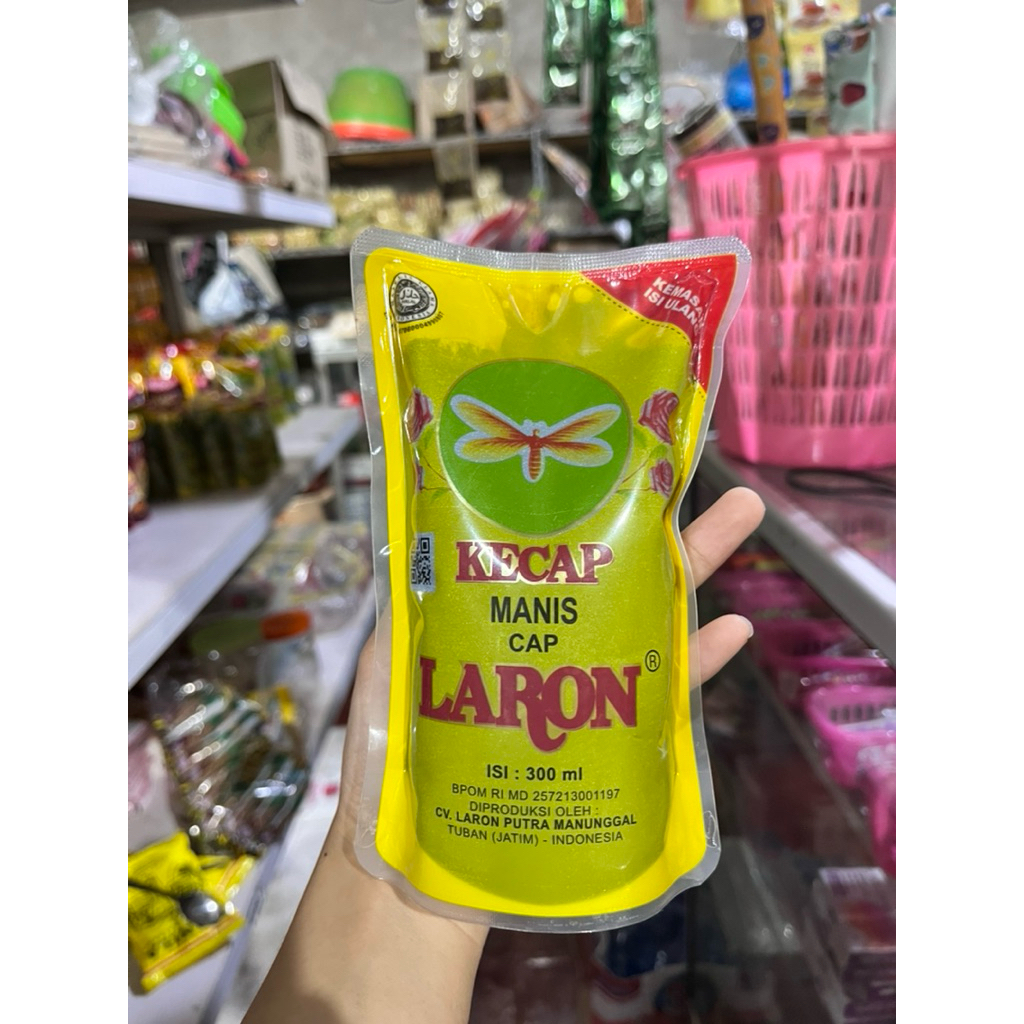 KEMASAN
ISI ULANG
KECAP
MANIS
CAP
LARON®
ISI : 300 ml
BPOM RI MD 257213001197
DIPRODUKSI OLEH :
CV. LARON PUTRA MANUNGGAL
TUBAN (JATIM) - INDONESIA